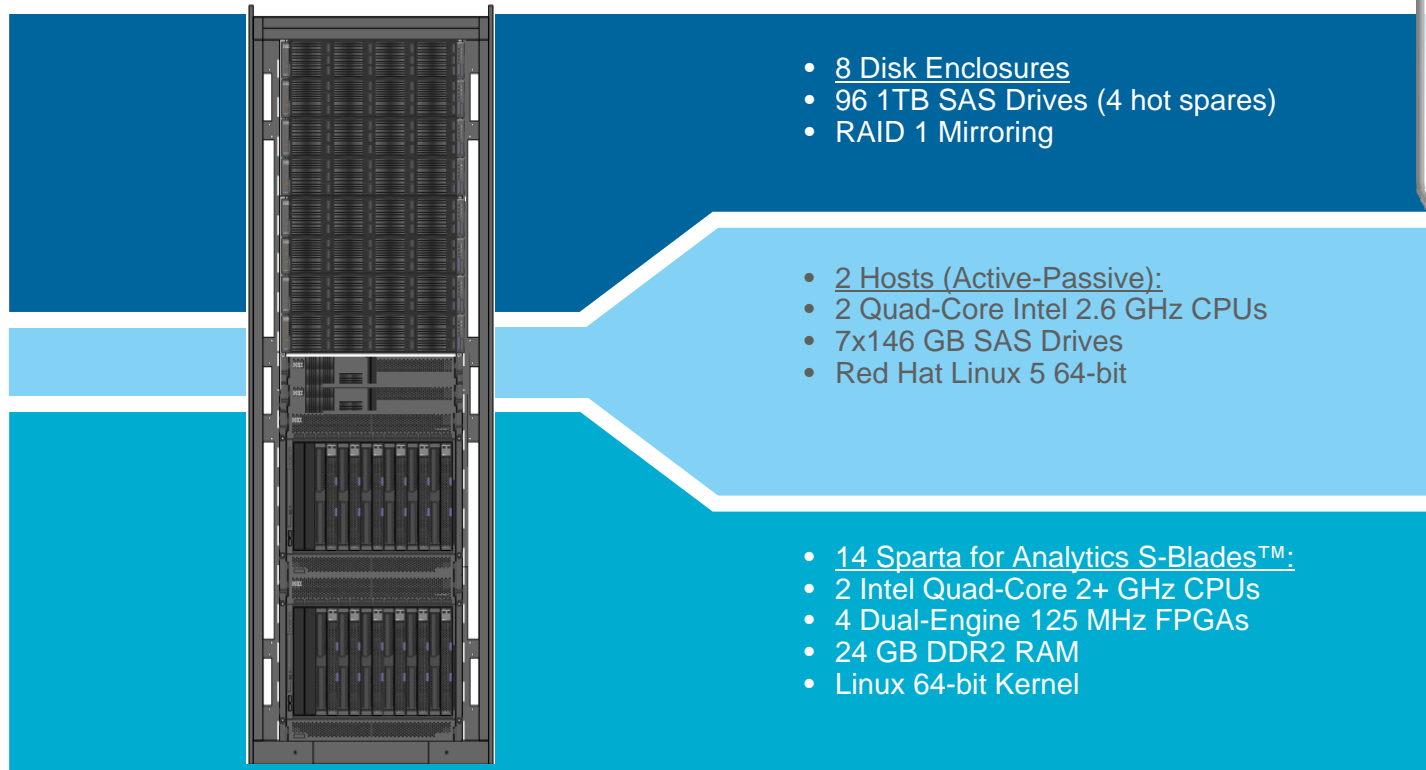 • 8 Disk Enclosures
• 96 1TB SAS Drives (4 hot spares)
• RAID 1 Mirroring
• 2 Hosts (Active-Passive):
• 2 Quad-Core Intel 2.6 GHz CPUs
• 7x146 GB SAS Drives
• Red Hat Linux 5 64-bit
• 14 Sparta for Analytics S-Blades™:
• 2 Intel Quad-Core 2+ GHz CPUs
• 4 Dual-Engine 125 MHz FPGAs
• 24 GB DDR2 RAM
• Linux 64-bit Kernel